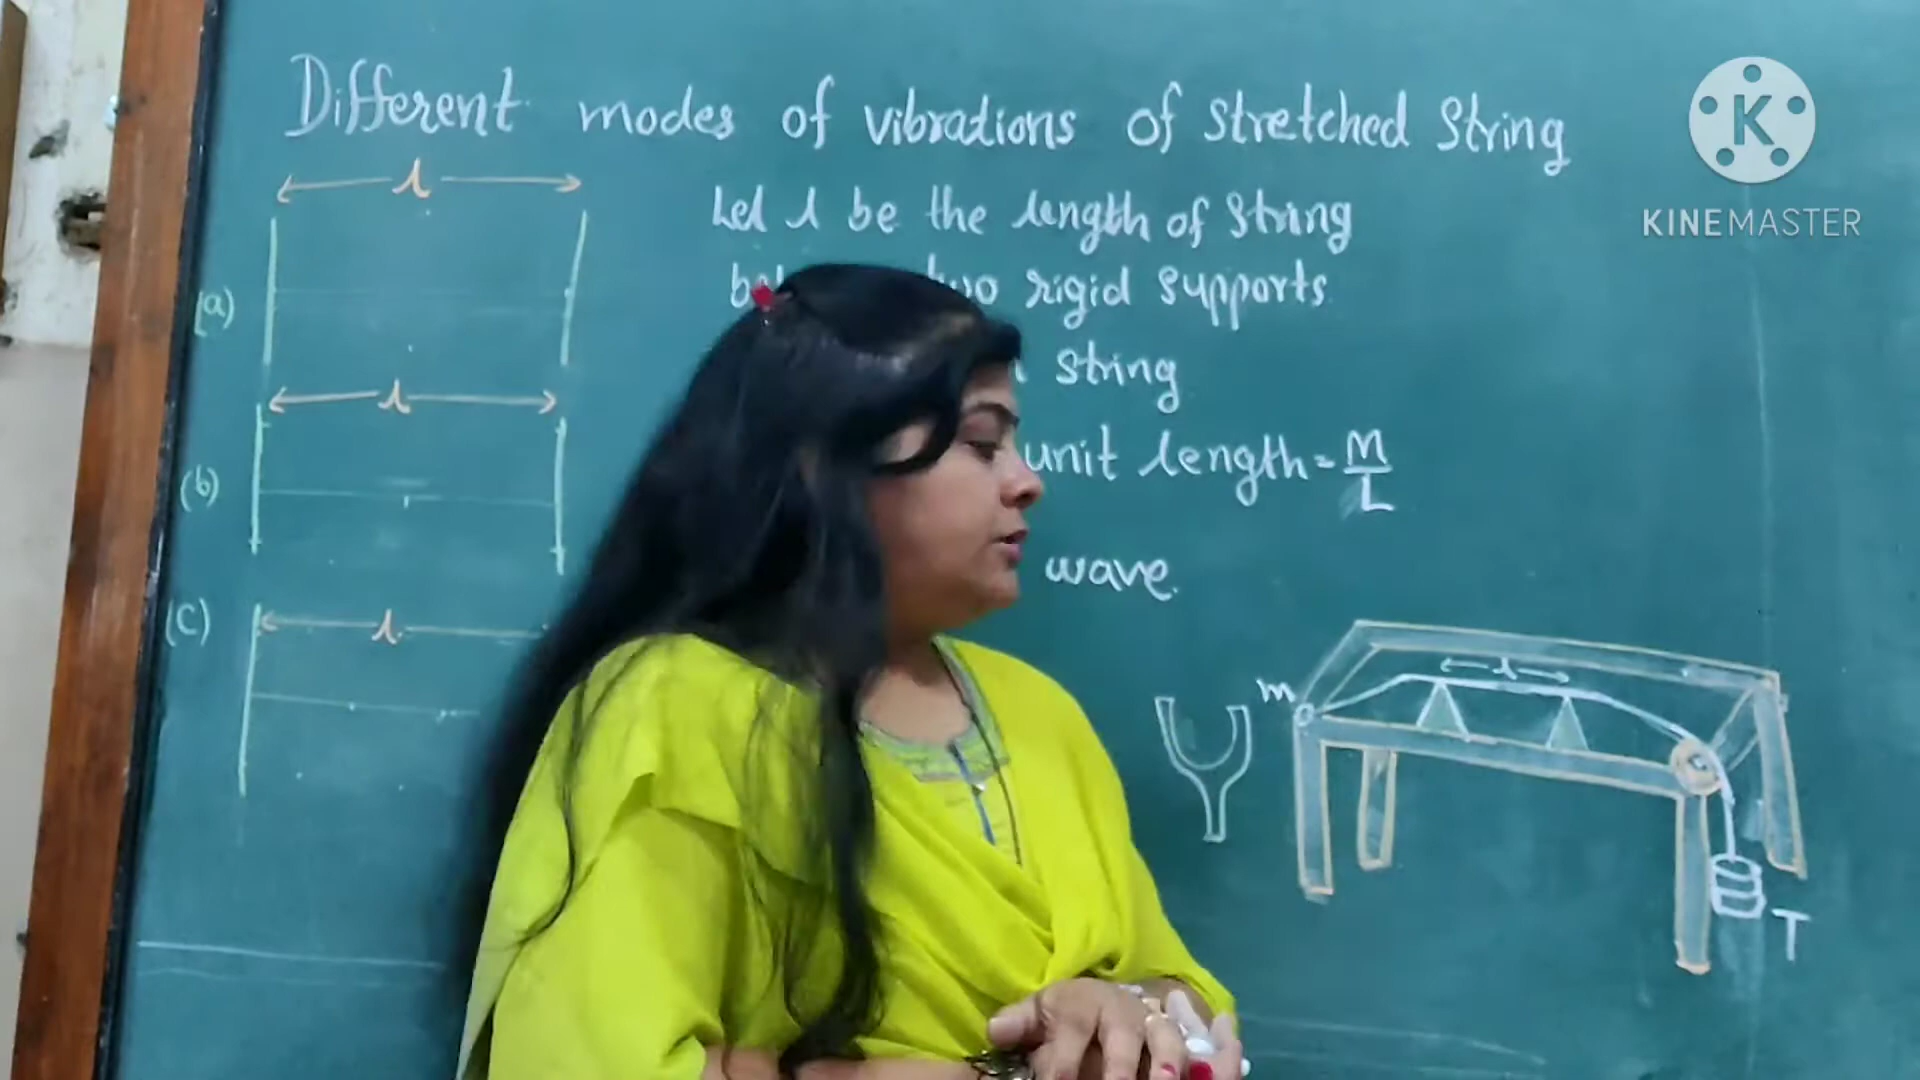 Different modes of vibrations of stretched string
l
Let l be the length of string
two rigid supports
(a)
string
l
unit length = M/L
(b)
wave.
(c)
l
l
m
T
K
KINEMASTER